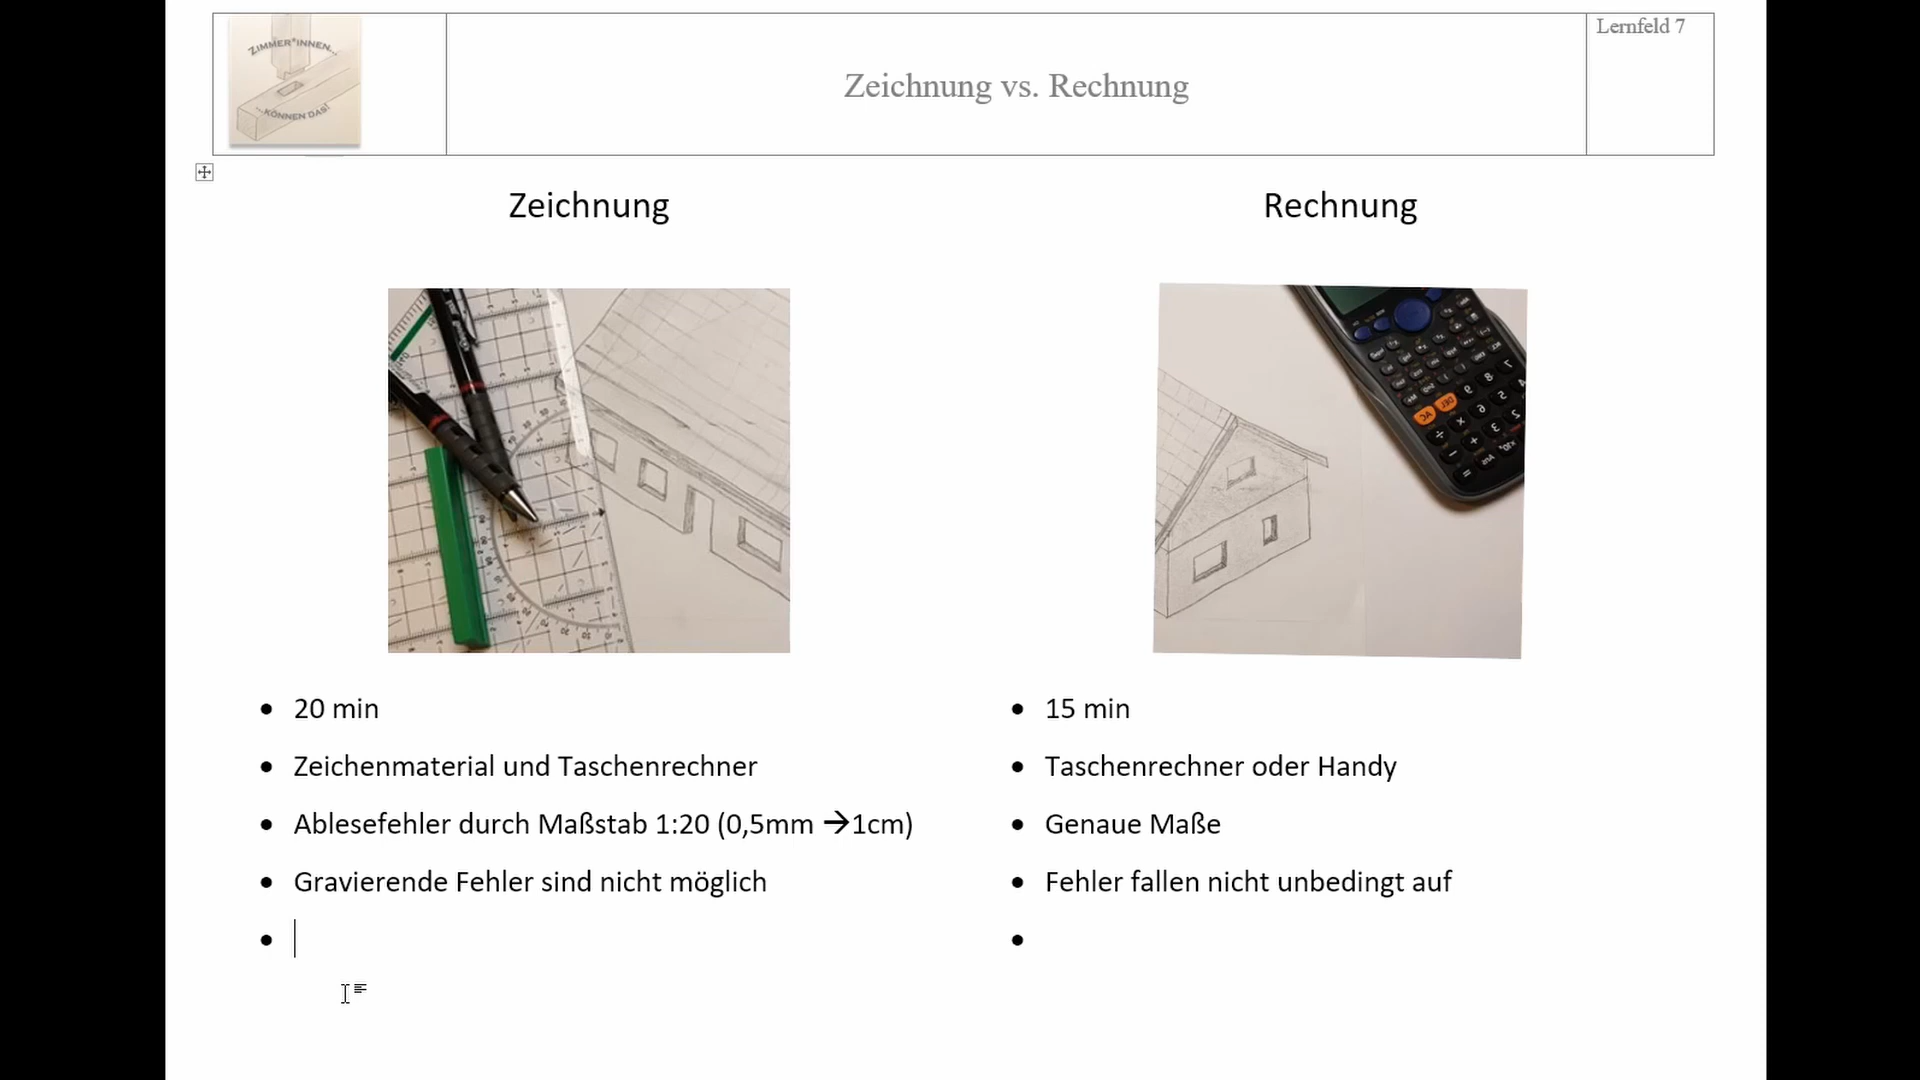 ZIMMER*INNEN...
...KÖNNEN DAS!
Zeichnung vs. Rechnung
Lernfeld 7
Zeichnung
Rechnung
• 20 min
• Zeichenmaterial und Taschenrechner
• Ablesefehler durch Maßstab 1:20 (0,5mm →1cm)
• Gravierende Fehler sind nicht möglich
•
• 15 min
• Taschenrechner oder Handy
• Genaue Maße
• Fehler fallen nicht unbedingt auf
•